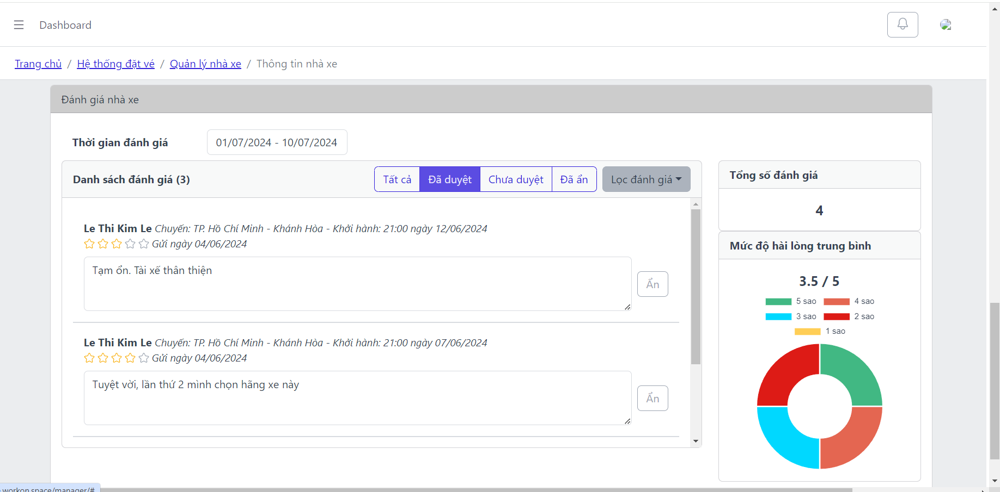 Dashboard
Trang chủ / Hệ thống đặt vé / Quản lý nhà xe / Thông tin nhà xe
Đánh giá nhà xe
Thời gian đánh giá 01/07/2024 - 10/07/2024
Danh sách đánh giá (3) Tất cả Đã duyệt Chưa duyệt Đã ẩn Lọc đánh giá
Le Thi Kim Le Chuyến: TP. Hồ Chí Minh - Khánh Hòa - Khởi hành: 21:00 ngày 12/06/2024
Gửi ngày 04/06/2024
Tạm ổn. Tài xế thân thiện
Ẩn
Le Thi Kim Le Chuyến: TP. Hồ Chí Minh - Khánh Hòa - Khởi hành: 21:00 ngày 07/06/2024
Gửi ngày 04/06/2024
Tuyệt vời, lần thứ 2 mình chọn hãng xe này
Ẩn
Tổng số đánh giá
4
Mức độ hài lòng trung bình
3.5 / 5
5 sao 4 sao
3 sao 2 sao
1 sao
workon.space/manager/#